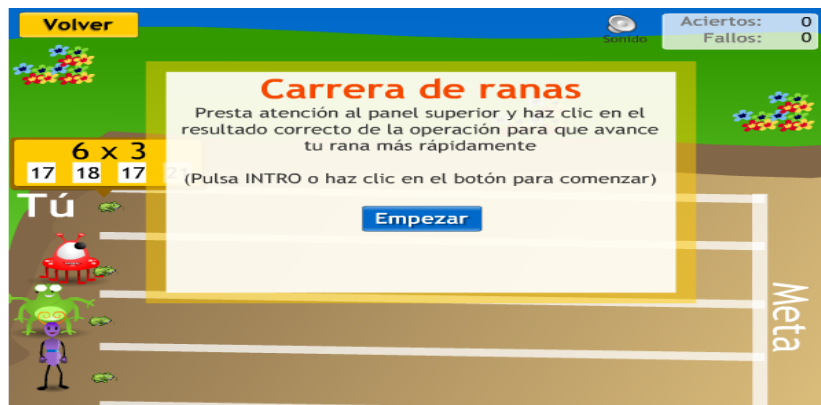 Volver
Sonido
Aciertos: 0
Fallos: 0
Carrera de ranas
Presta atención al panel superior y haz clic en el
resultado correcto de la operación para que avance
tu rana más rápidamente
(Pulsa INTRO o haz clic en el botón para comenzar)
Empezar
6 x 3
17 18 17 21
Tú
Meta